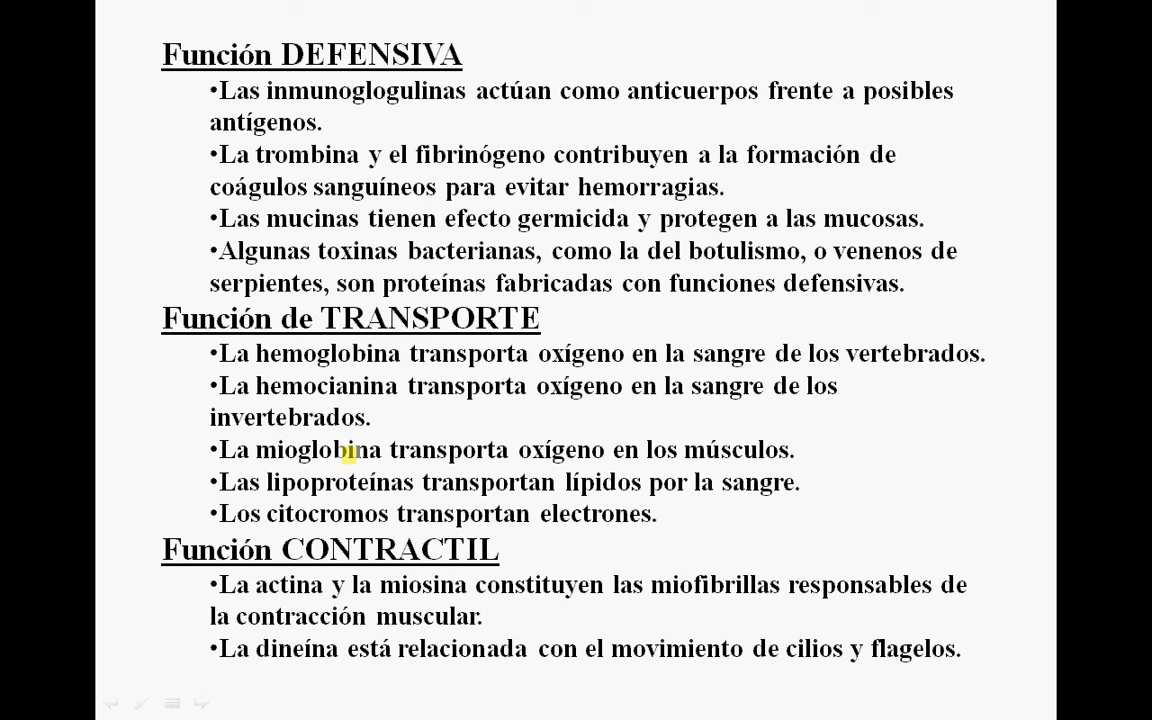 Función DEFENSIVA
•Las inmunoglogulinas actúan como anticuerpos frente a posibles
antígenos.
•La trombina y el fibrinógeno contribuyen a la formación de
coágulos sanguíneos para evitar hemorragias.
•Las mucinas tienen efecto germicida y protegen a las mucosas.
•Algunas toxinas bacterianas, como la del botulismo, o venenos de
serpientes, son proteínas fabricadas con funciones defensivas.
Función de TRANSPORTE
•La hemoglobina transporta oxígeno en la sangre de los vertebrados.
•La hemocianina transporta oxígeno en la sangre de los
invertebrados.
•La mioglobina transporta oxígeno en los músculos.
•Las lipoproteínas transportan lípidos por la sangre.
•Los citocromos transportan electrones.
Función CONTRACTIL
•La actina y la miosina constituyen las miofibrillas responsables de
la contracción muscular.
•La dineína está relacionada con el movimiento de cilios y flagelos.